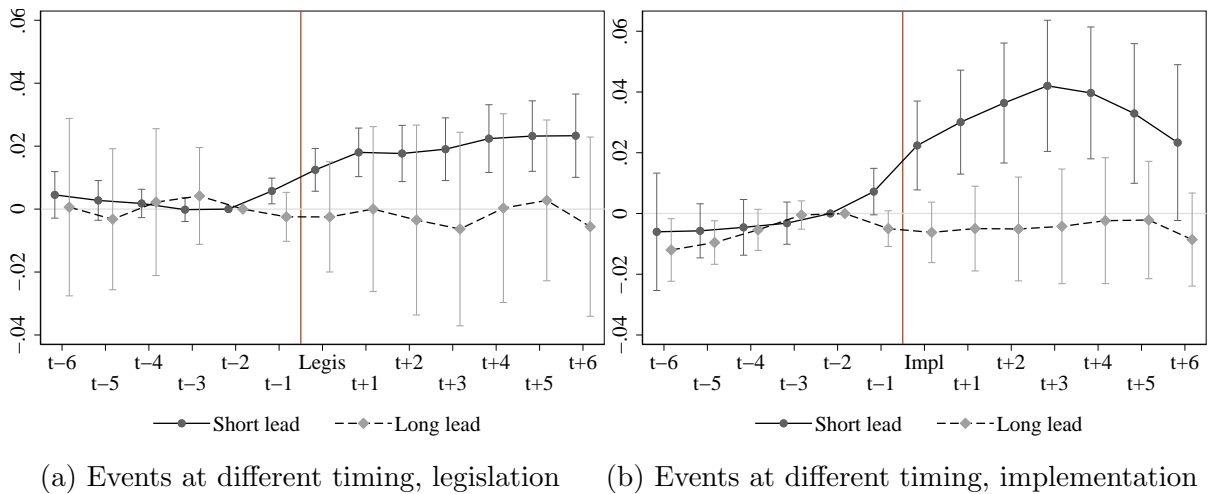 .06
.04
.02
0
−.02
−.04
t−6
t−5
t−4
t−3
t−2
t−1
Legis
t+1
t+2
t+3
t+4
t+5
t+6
Short lead
Long lead
(a) Events at different timing, legislation
.06
.04
.02
0
−.02
−.04
t−6
t−5
t−4
t−3
t−2
t−1
Impl
t+1
t+2
t+3
t+4
t+5
t+6
Short lead
Long lead
(b) Events at different timing, implementation